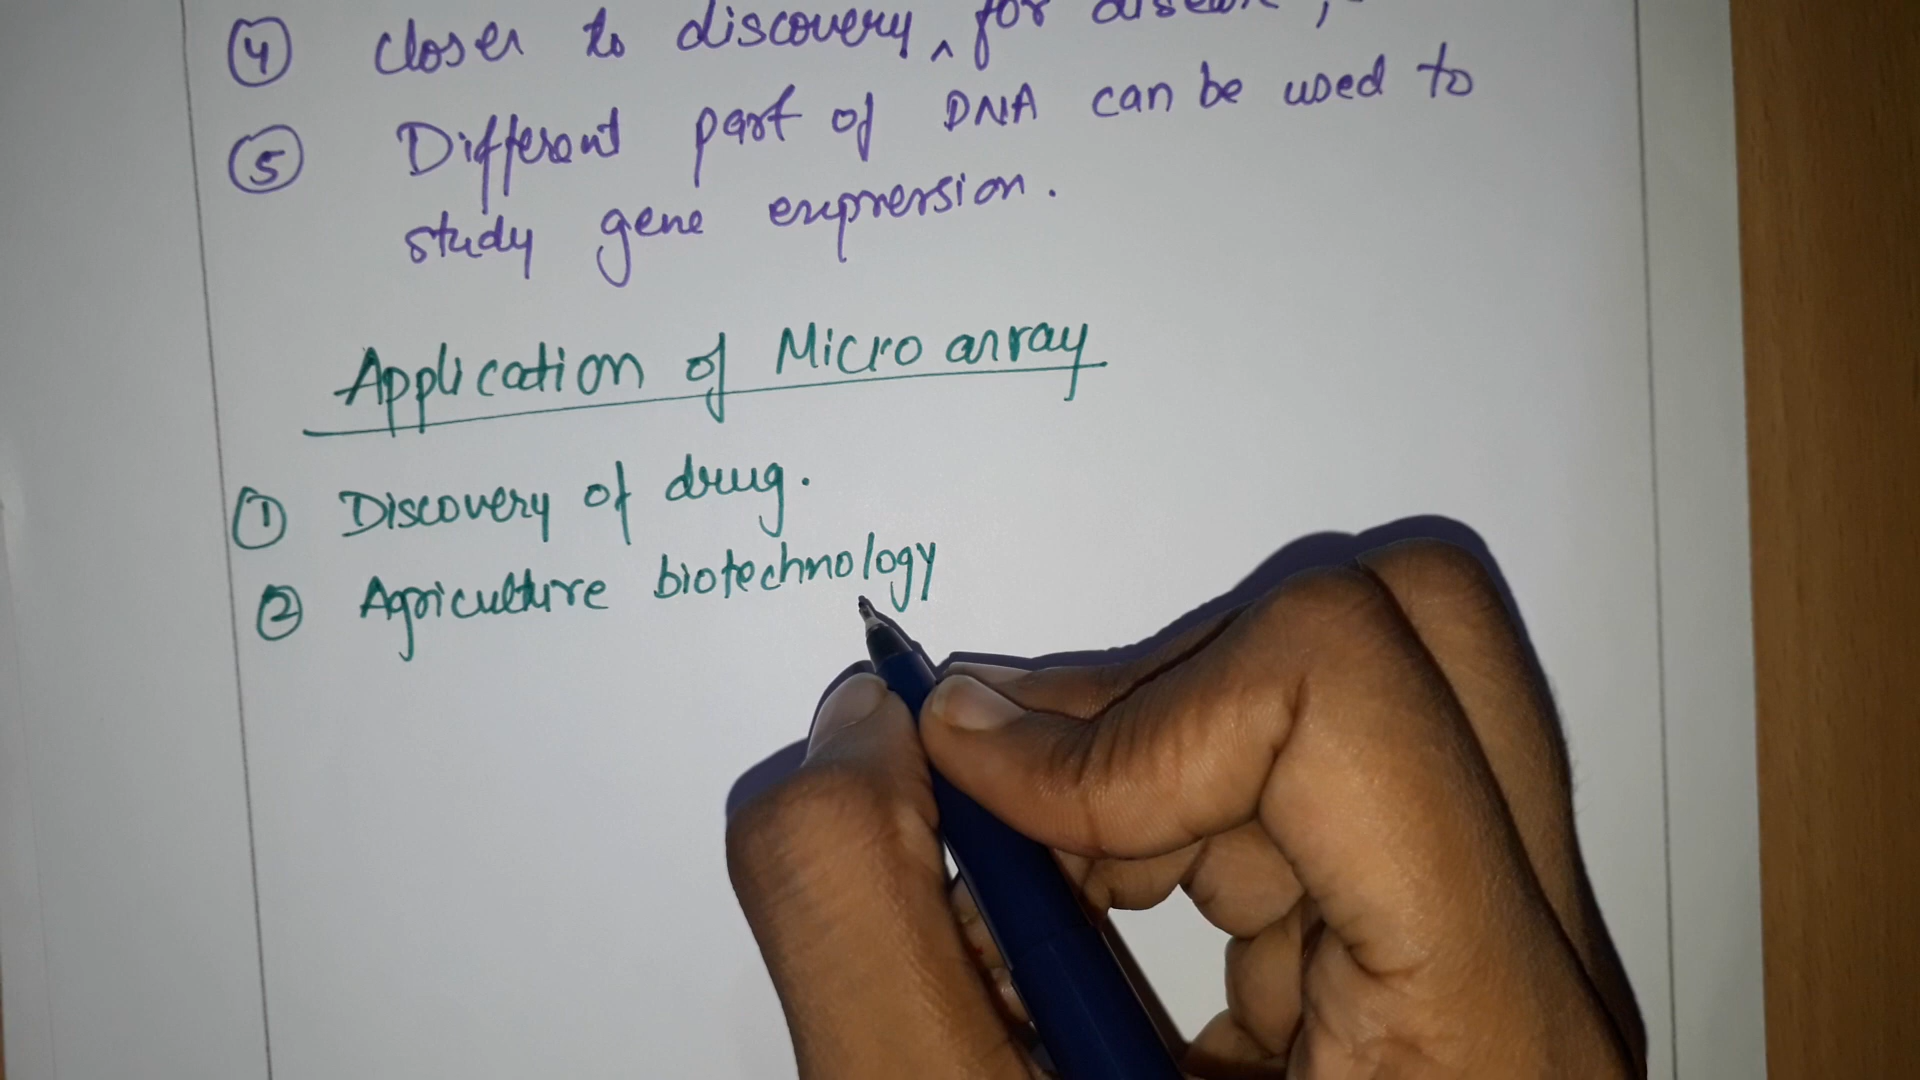 ④ closer to discovery ^ for
⑤ Different part of DNA can be used to
study gene expression.
Application of Micro array
① Discovery of drug.
② Agriculture biotechnology